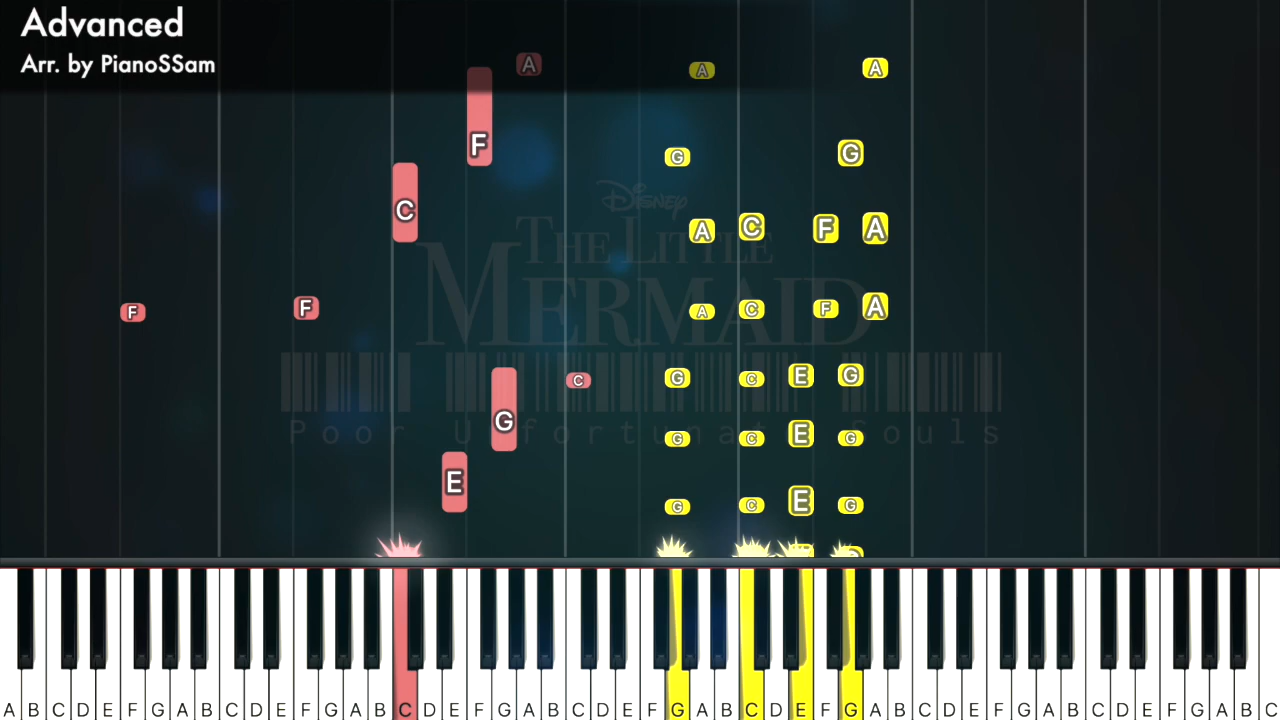 Advanced
Arr. by PianoSSam
A A A
F
G G
C A C F A
F F A C F A
G C G C E G
G G C E G
E G C E G
DISNEY
THE LITTLE
MERMAID
Poor Unfortunate Souls
A B C D E F G A B C D E F G A B C D E F G A B C D E F G A B C D E F G A B C D E F G A B C D E F G A B C